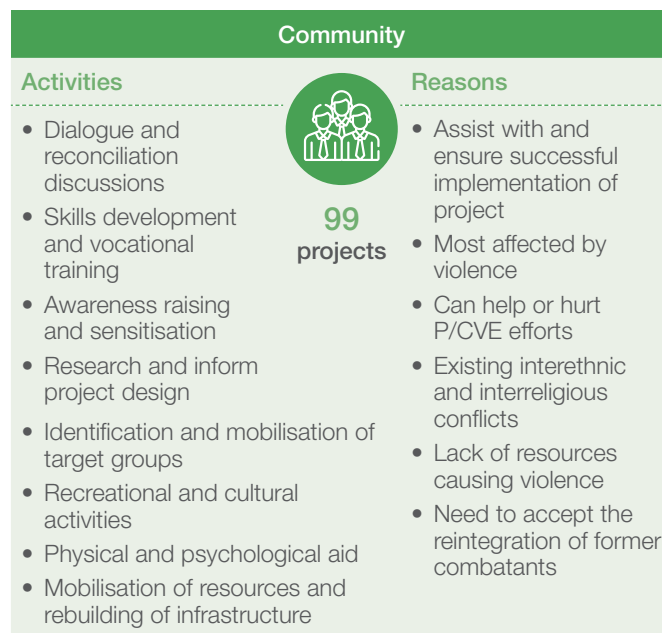 Community
Activities
• Dialogue and
reconciliation
discussions
• Skills development
and vocational
training
• Awareness raising
and sensitisation
• Research and inform
project design
• Identification and mobilisation of
target groups
• Recreational and cultural
activities
• Physical and psychological aid
• Mobilisation of resources and
rebuilding of infrastructure
99
projects
Reasons
• Assist with and
ensure successful
implementation of
project
• Most affected by
violence
• Can help or hurt
P/CVE efforts
• Existing interethnic
and interreligious
conflicts
• Lack of resources
causing violence
• Need to accept the
reintegration of former
combatants